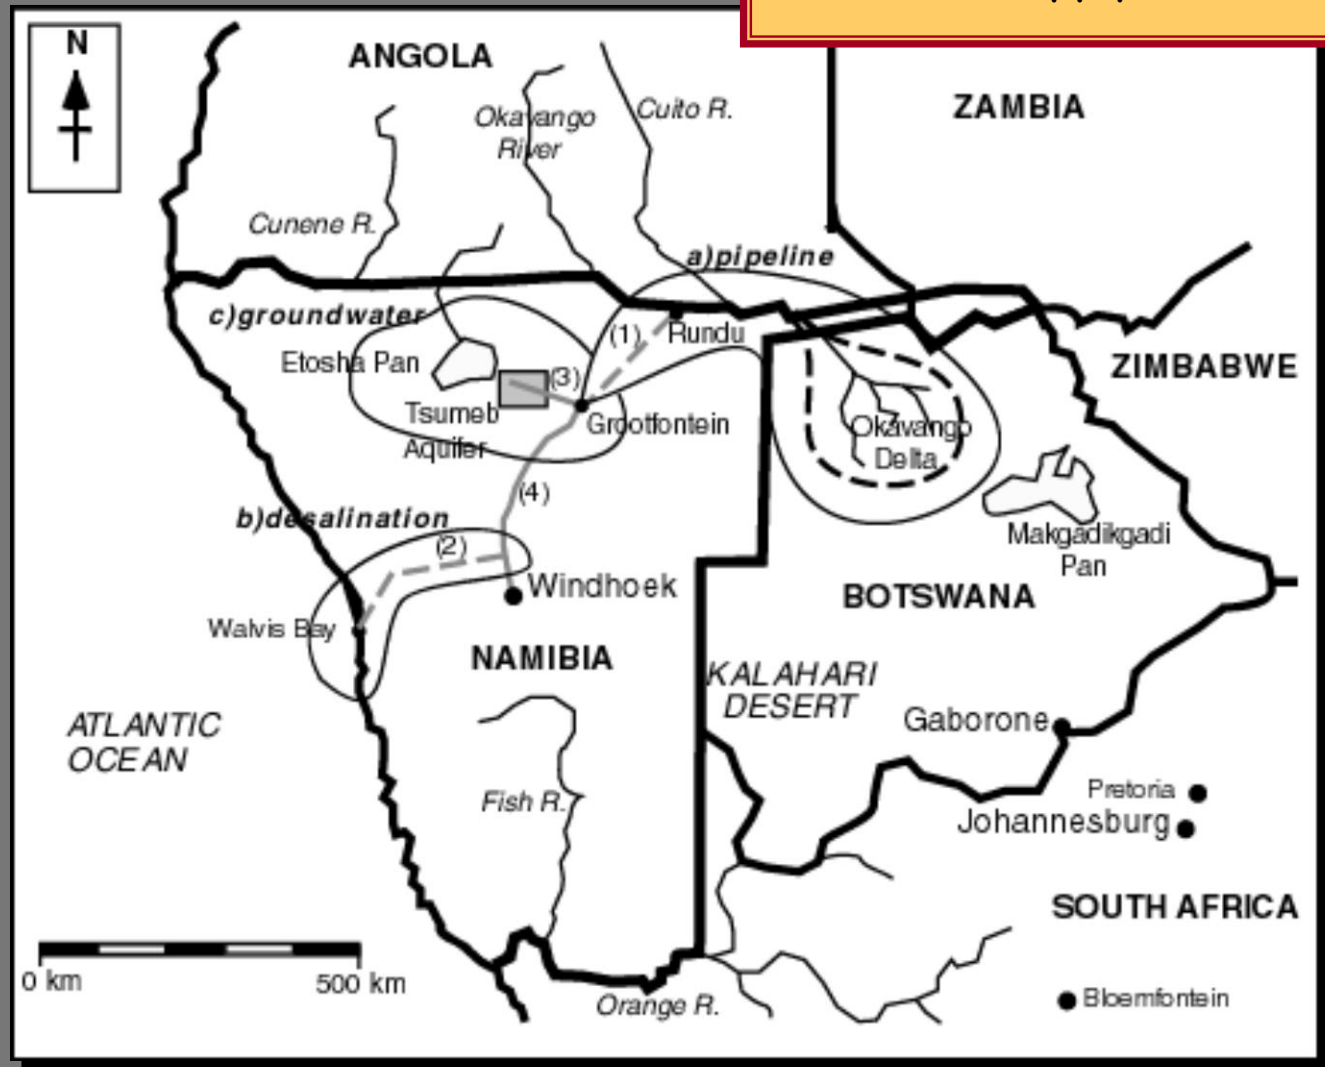 N
ANGOLA
ZAMBIA
Okavango
River
Cuito R.
Cunene R.
a)pipeline
c)groundwater
(1)
Rundu
Etosha Pan
(3)
ZIMBABWE
Tsumeb
Aquifer
Grootfontein
Okavango
Delta
(4)
b)desalination
(2)
Makgadikgadi
Pan
Windhoek
BOTSWANA
Walvis Bay
NAMIBIA
KALAHARI
DESERT
ATLANTIC
OCEAN
Gaborone
Fish R.
Pretoria
Johannesburg
SOUTH AFRICA
0 km
500 km
Orange R.
Bloemfontein